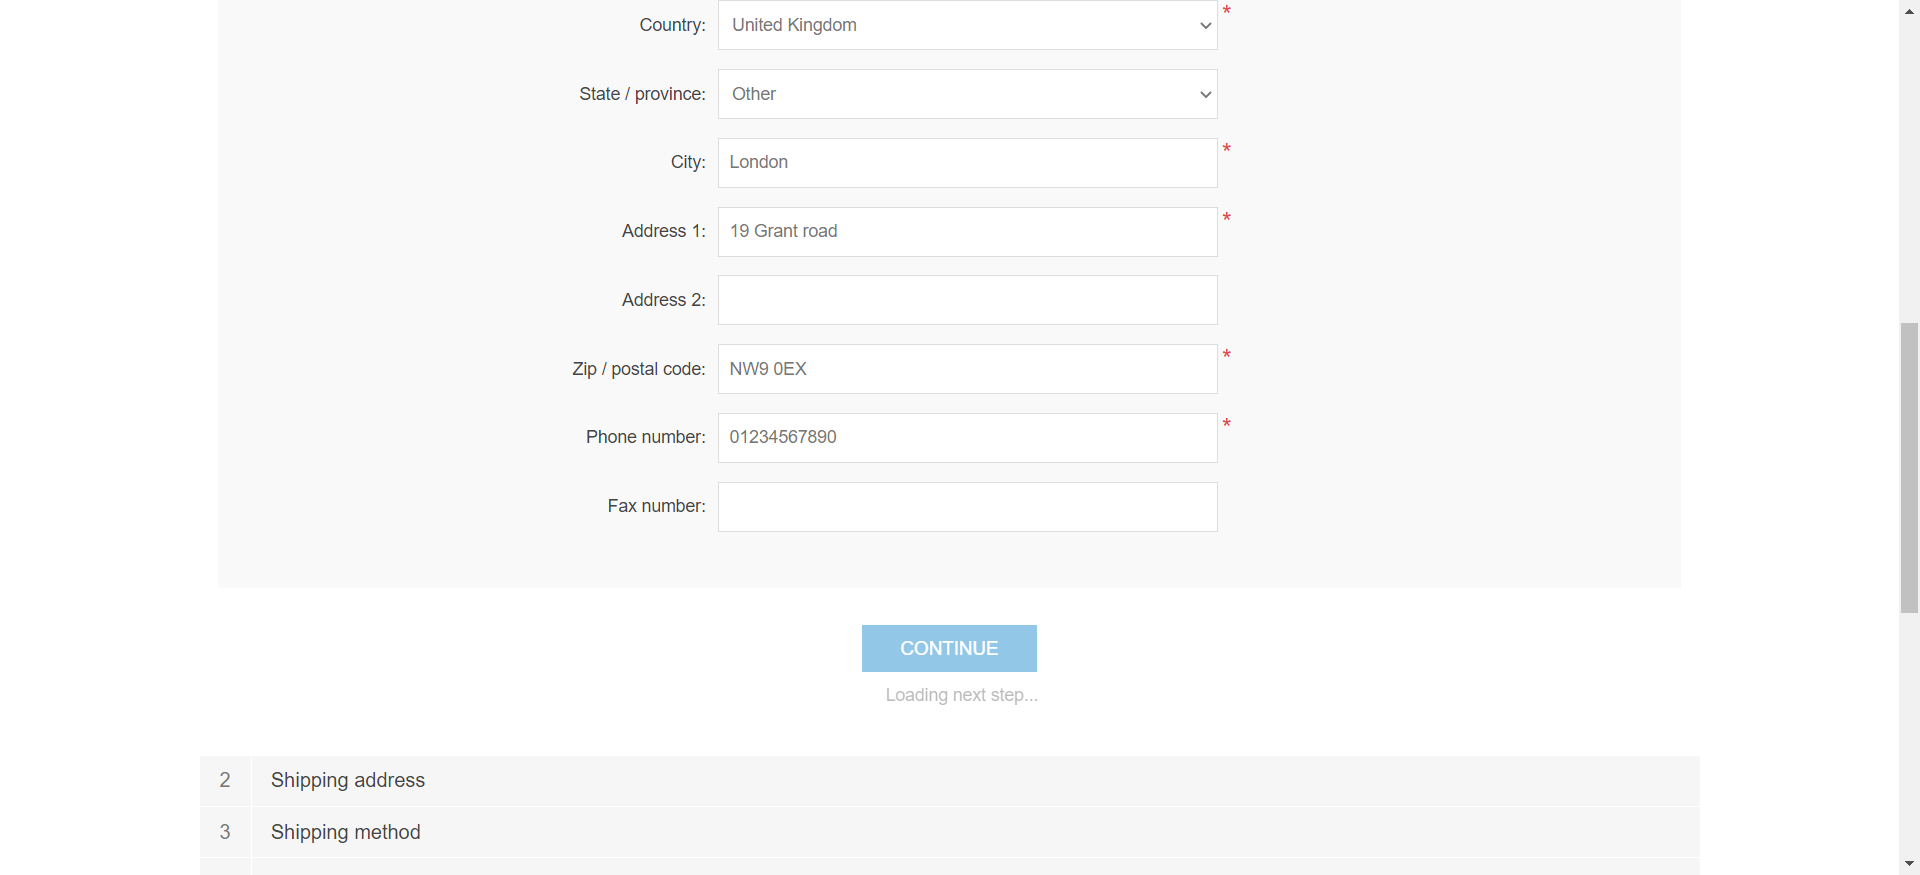 Country: United Kingdom *
State / province: Other
City: London *
Address 1: 19 Grant road *
Address 2:
Zip / postal code: NW9 0EX *
Phone number: 01234567890 *
Fax number:
CONTINUE
Loading next step...
2 Shipping address
3 Shipping method